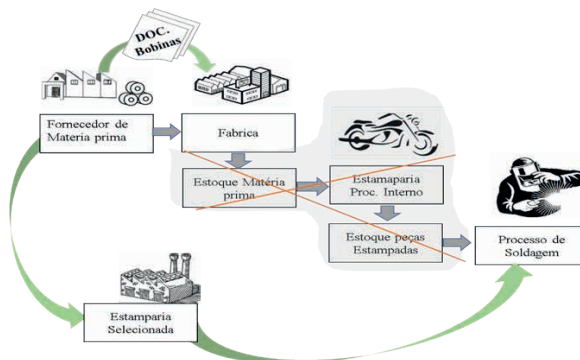 DOC.
Bobinas
Fornecedor de
Materia prima
Fabrica
Estoque Matéria
prima
Estamaparia
Proc. Interno
Estoque peças
Estampadas
Processo de
Soldagem
Estamparia
Selecionada